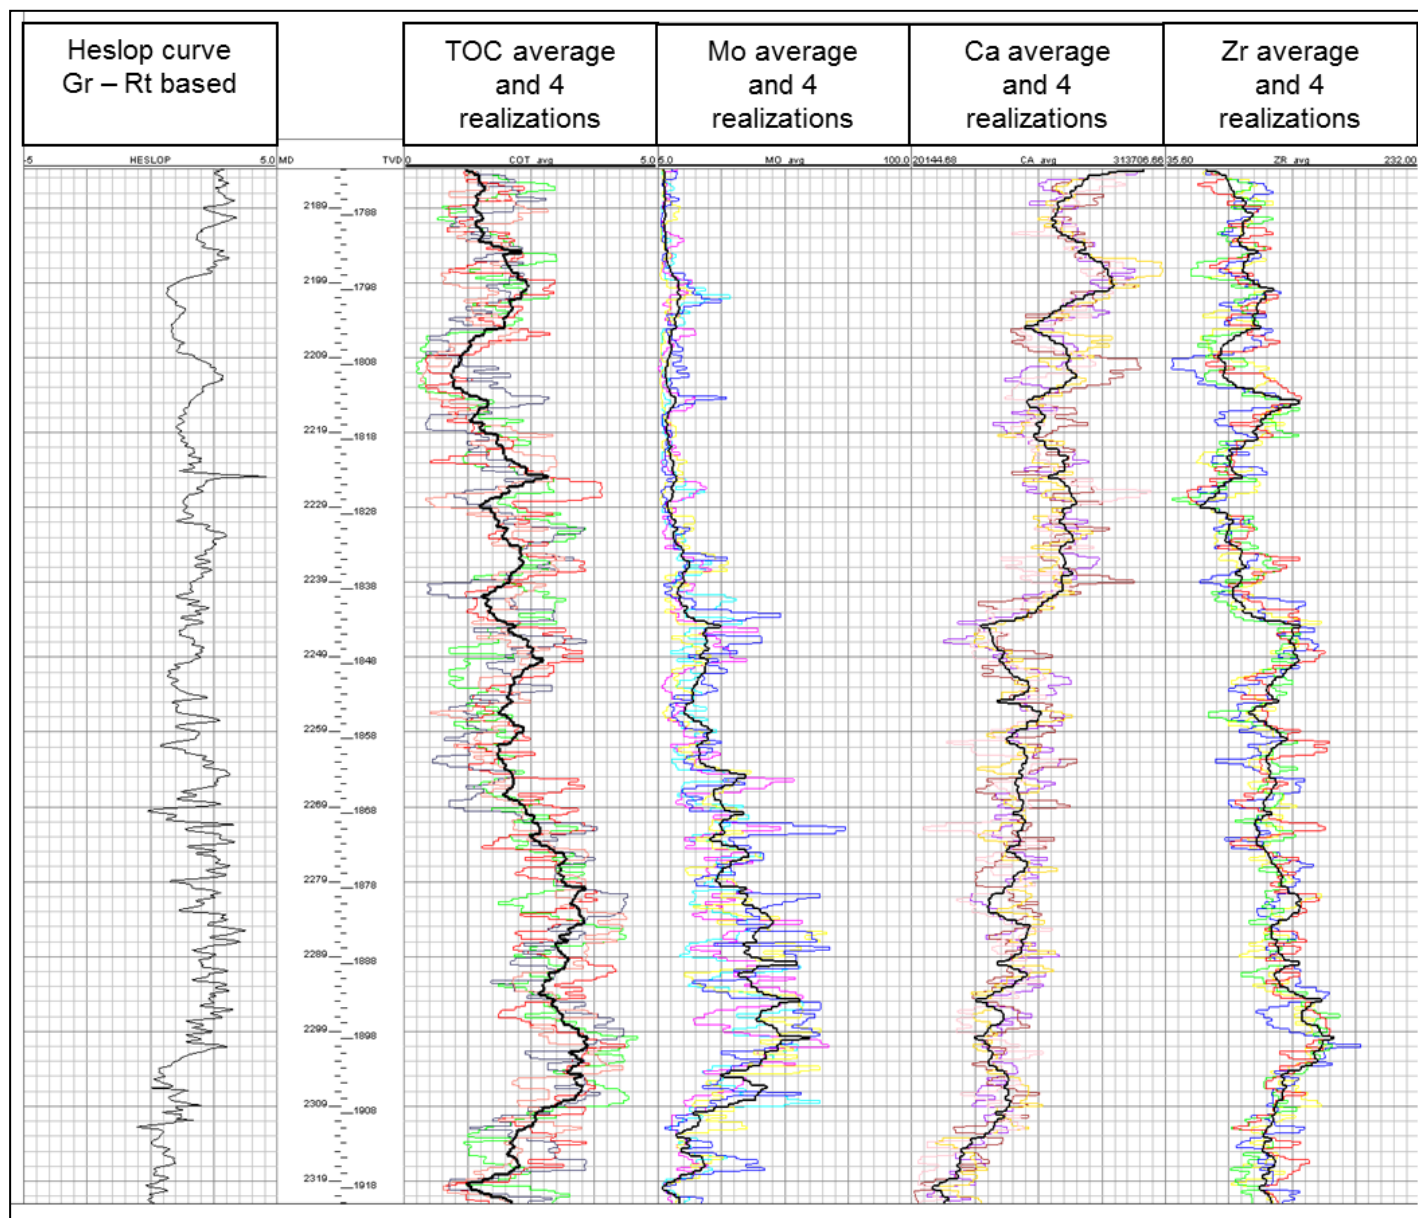 Heslop curve
Gr – Rt based
TOC average
and 4
realizations
Mo average
and 4
realizations
Ca average
and 4
realizations
Zr average
and 4
realizations
-5 HESLOP 5.0 MD TVD 0 COT_avg 5.0 5.0 MO_avg 100.0 20144.68 CA_avg 313706.66 35.60 ZR_avg 232.00
2189 1788
2199 1798
2209 1808
2219 1818
2229 1828
2239 1838
2249 1848
2259 1858
2269 1868
2279 1878
2289 1888
2299 1898
2309 1908
2319 1918